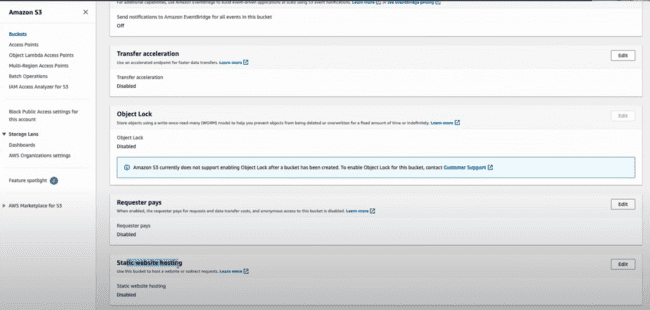 Amazon S3
Buckets
Access Points
Object Lambda Access Points
Multi-Region Access Points
Batch Operations
IAM Access Analyzer for S3
Block Public Access settings for
this account
Storage Lens
Dashboards
AWS Organizations settings
Feature spotlight
AWS Marketplace for S3
Send notifications to Amazon EventBridge for all events in this bucket
Off
Transfer acceleration
Edit
Use an accelerated endpoint for faster data transfers. Learn more
Transfer acceleration
Disabled
Object Lock
Edit
Store objects using a write-once-read-many (WORM) model to help you prevent objects from being deleted or overwritten for a fixed amount of time or indefinitely. Learn more
Object Lock
Disabled
Amazon S3 currently does not support enabling Object Lock after a bucket has been created. To enable Object Lock for this bucket, contact Customer Support
Requester pays
Edit
When enabled, the requester pays for requests and data transfer costs, and anonymous access to this bucket is disabled. Learn more
Requester pays
Disabled
Static website hosting
Edit
Use this bucket to host a website or redirect requests. Learn more
Static website hosting
Disabled